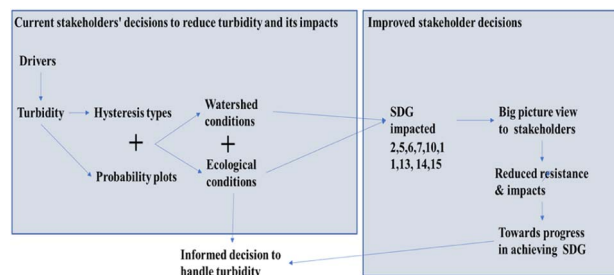 Current stakeholders' decisions to reduce turbidity and its impacts
Drivers
Turbidity
Hysteresis types
+
Probability plots
Watershed
conditions
+
Ecological
conditions
Informed decision to
handle turbidity
Improved stakeholder decisions
SDG
impacted
2,5,6,7,10,1
1,13, 14,15
Big picture view
to stakeholders
Reduced resistance
& impacts
Towards progress
in achieving SDG